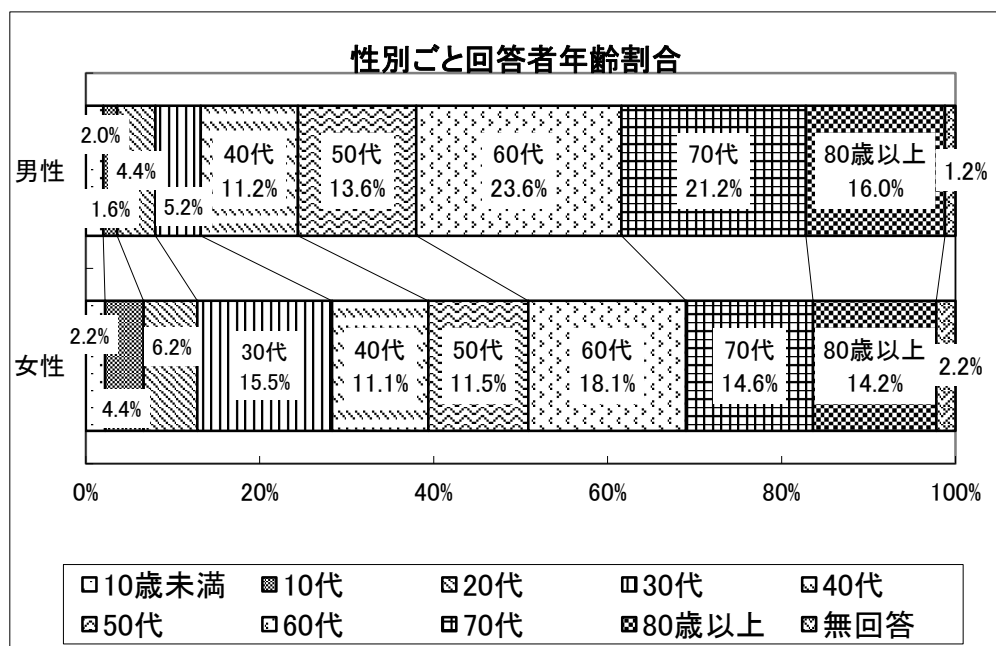 性別ごと回答者年齢割合
男性
2.0%
1.6%
4.4%
5.2%
40代
11.2%
50代
13.6%
60代
23.6%
70代
21.2%
80歳以上
16.0%
1.2%
女性
2.2%
4.4%
6.2%
30代
15.5%
40代
11.1%
50代
11.5%
60代
18.1%
70代
14.6%
80歳以上
14.2%
2.2%
0% 20% 40% 60% 80% 100%
10歳未満 10代 20代 30代 40代
50代 60代 70代 80歳以上 無回答